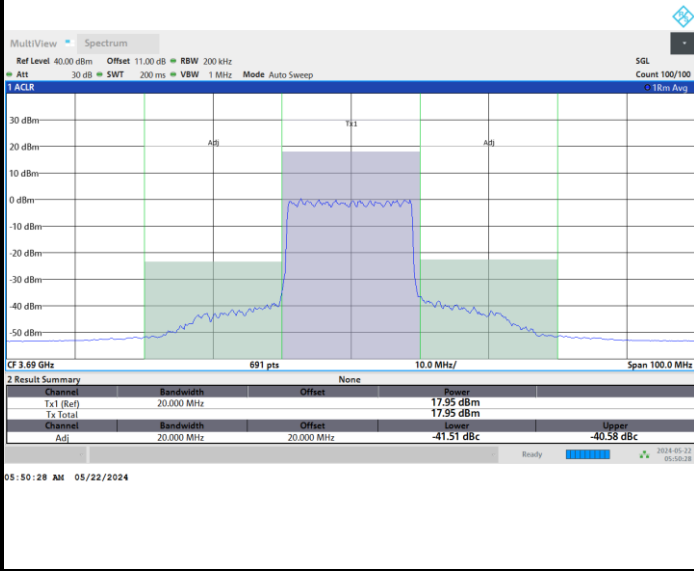 MultiView Spectrum
Ref Level 40.00 dBm Offset 11.00 dB RBW 200 kHz SGL
Att 30 dB SWT 200 ms VBW 1 MHz Mode Auto Sweep Count 100/100
1 ACLR 1Rm Avg
30 dBm
Tx1
20 dBm
Adj Adj
10 dBm
0 dBm
-10 dBm
-20 dBm
-30 dBm
-40 dBm
-50 dBm
CF 3.69 GHz 691 pts 10.0 MHz/ Span 100.0 MHz
2 Result Summary None
Channel Bandwidth Offset Power
Tx1 (Ref) 20.000 MHz 17.95 dBm
Tx Total 17.95 dBm
Channel Bandwidth Offset Lower Upper
Adj 20.000 MHz 20.000 MHz -41.51 dBc -40.58 dBc
Ready 2024-05-22
05:50:28
05:50:28 AM 05/22/2024